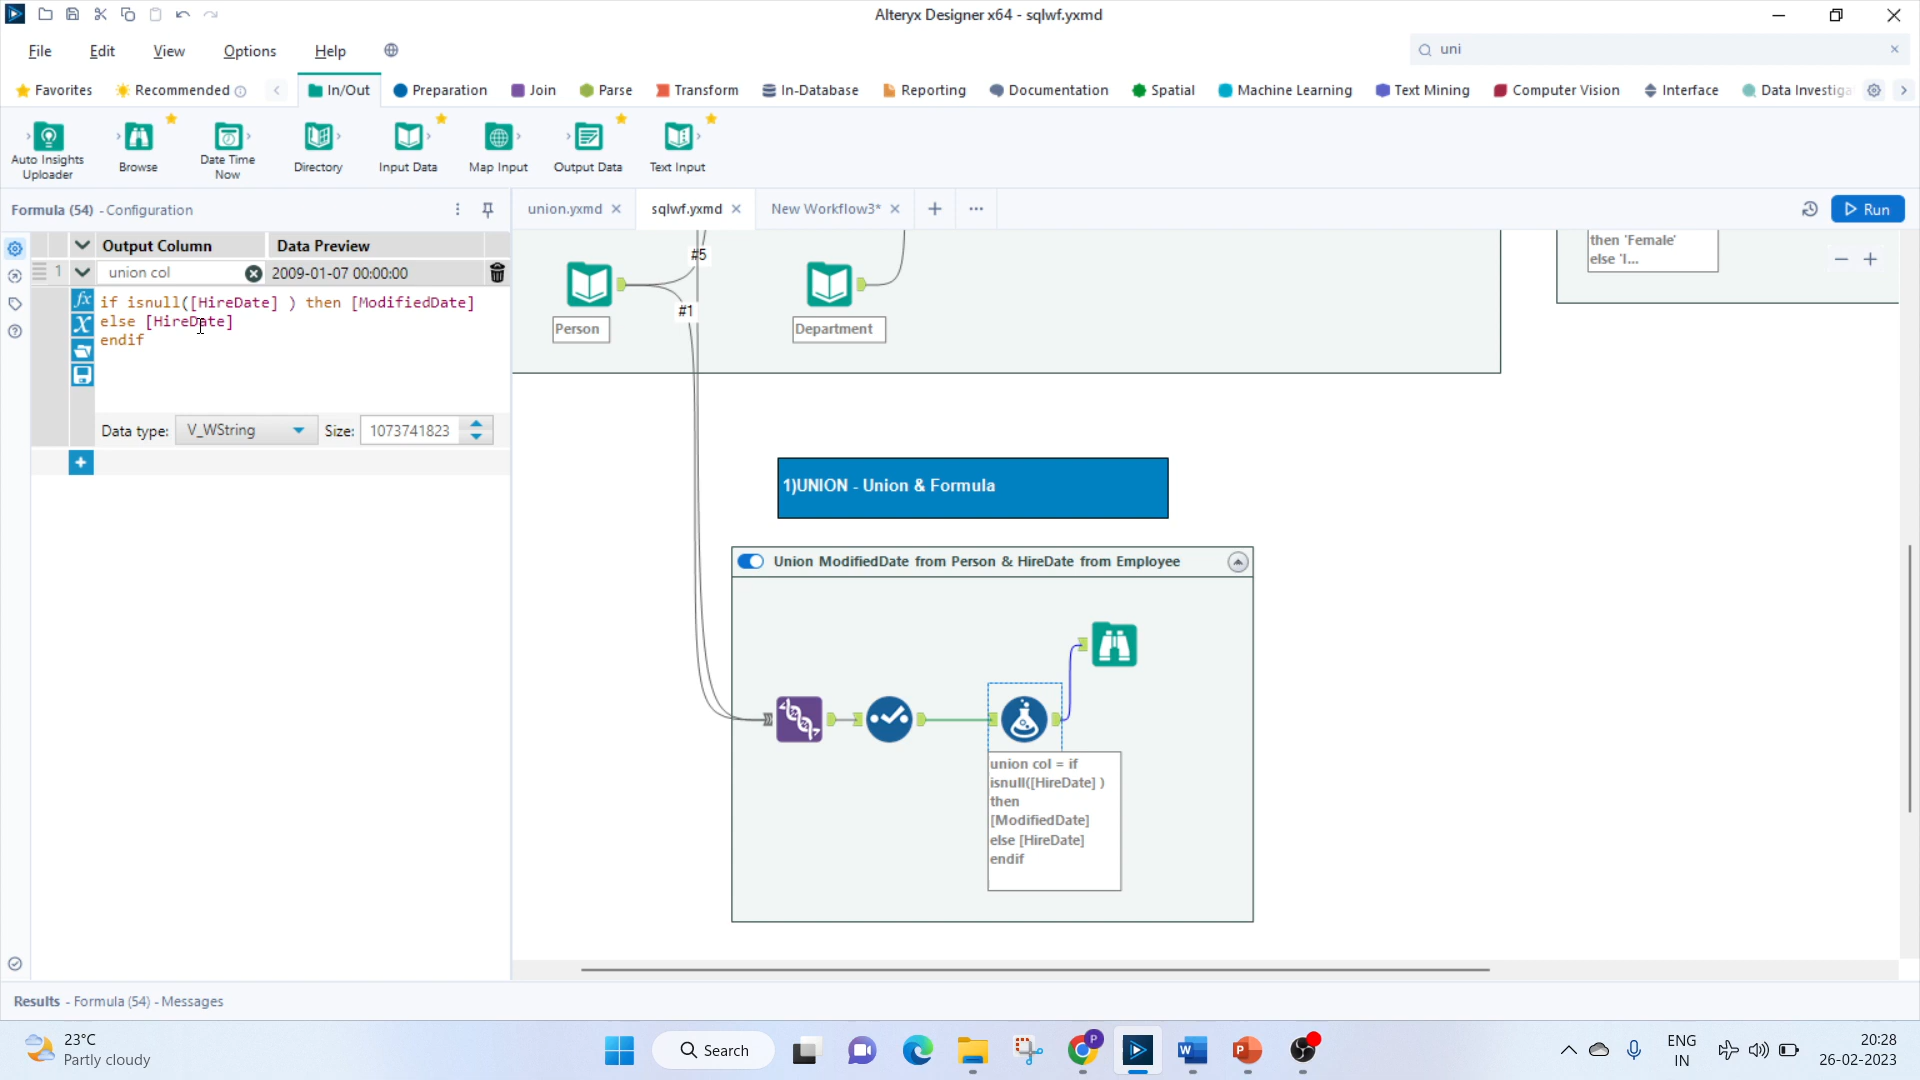 Alteryx Designer x64 - sqlwf.yxmd
File Edit View Options Help
uni
Favorites Recommended In/Out Preparation Join Parse Transform In-Database Reporting Documentation Spatial Machine Learning Text Mining Computer Vision Interface Data Investiga
Auto Insights Uploader
Browse
Date Time Now
Directory
Input Data
Map Input
Output Data
Text Input
Formula (54) - Configuration
union.yxmd sqlwf.yxmd New Workflow3*
Run
Output Column Data Preview
1 union col 2009-01-07 00:00:00
if isnull([HireDate] ) then [ModifiedDate]
else [HireDate]
endif
Data type: V_WString Size: 1073741823
#5
#1
Person
Department
then 'Female'
else 'I...
1)UNION - Union & Formula
Union ModifiedDate from Person & HireDate from Employee
union col = if
isnull([HireDate] )
then
[ModifiedDate]
else [HireDate]
endif
Results - Formula (54) - Messages
23°C
Partly cloudy
Search
P
ENG
IN
20:28
26-02-2023